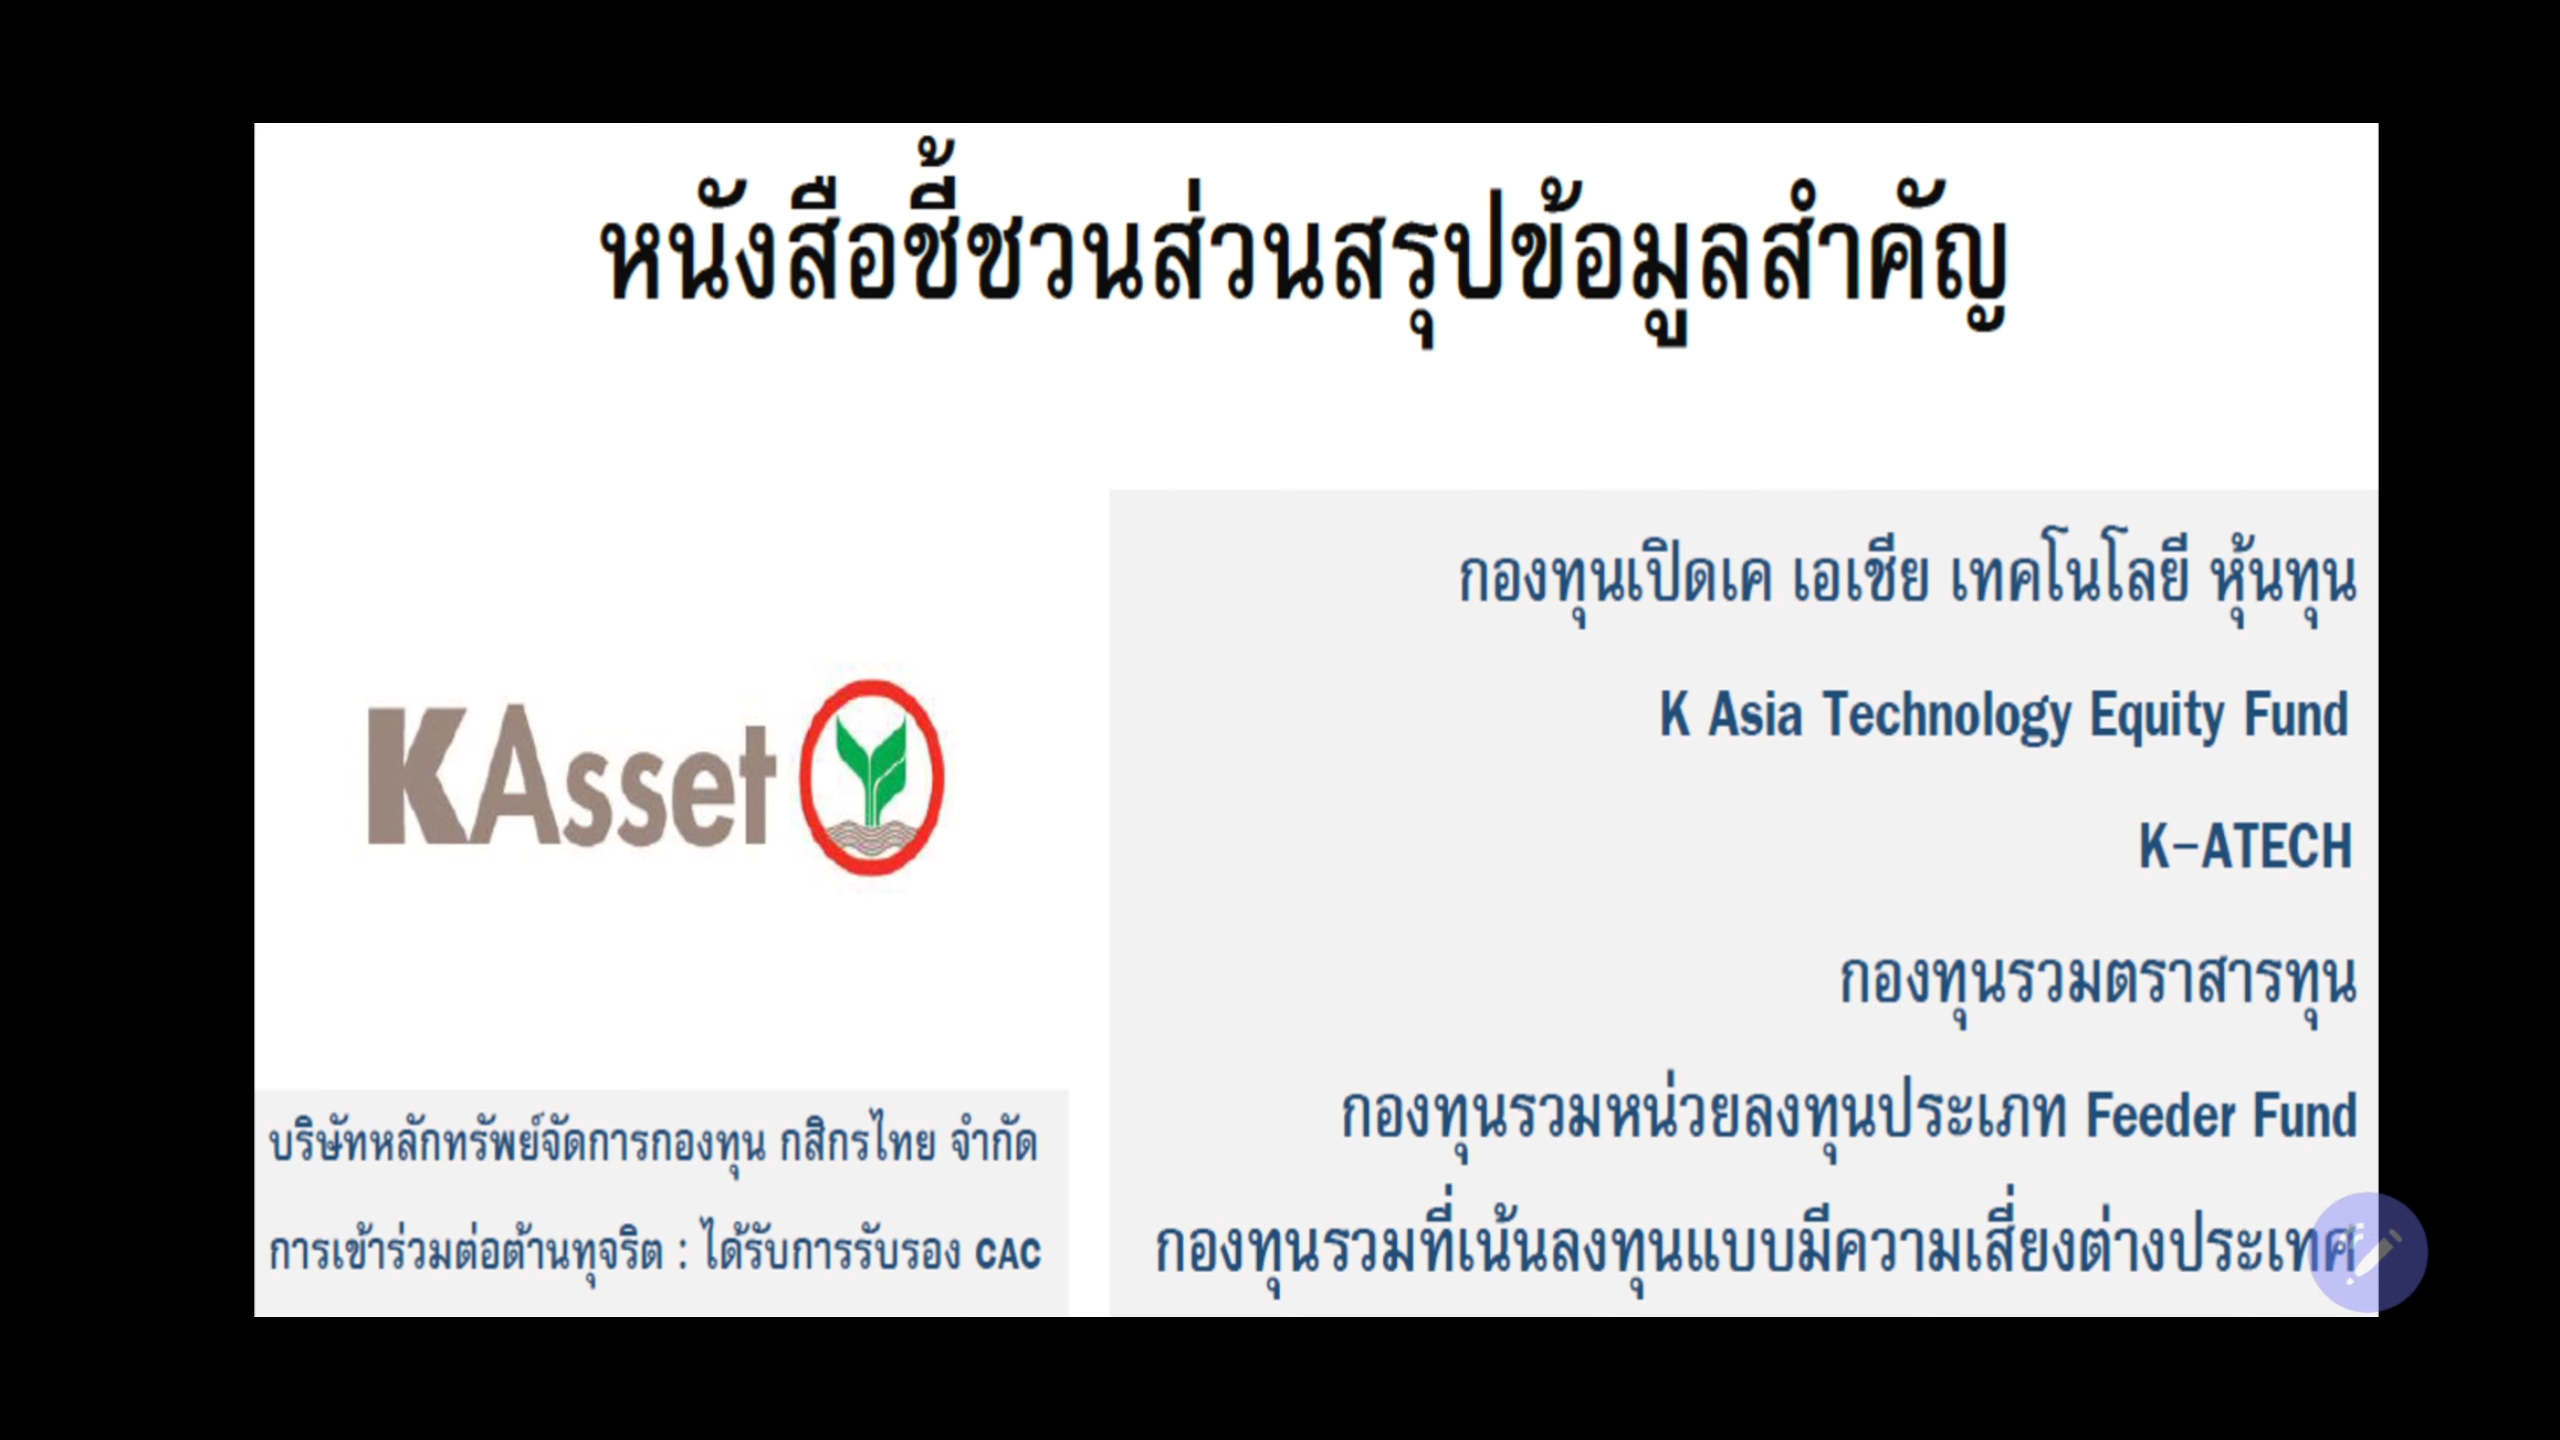 หนังสือชี้ชวนส่วนสรุปข้อมูลสำคัญ
KAsset
บริษัทหลักทรัพย์จัดการกองทุน กสิกรไทย จำกัด
การเข้าร่วมต่อต้านทุจริต : ได้รับการรับรอง CAC
กองทุนเปิดเค เอเชีย เทคโนโลยี หุ้นทุน
K Asia Technology Equity Fund
K-ATECH
กองทุนรวมตราสารทุน
กองทุนรวมหน่วยลงทุนประเภท Feeder Fund
กองทุนรวมที่เน้นลงทุนแบบมีความเสี่ยงต่างประเทศ